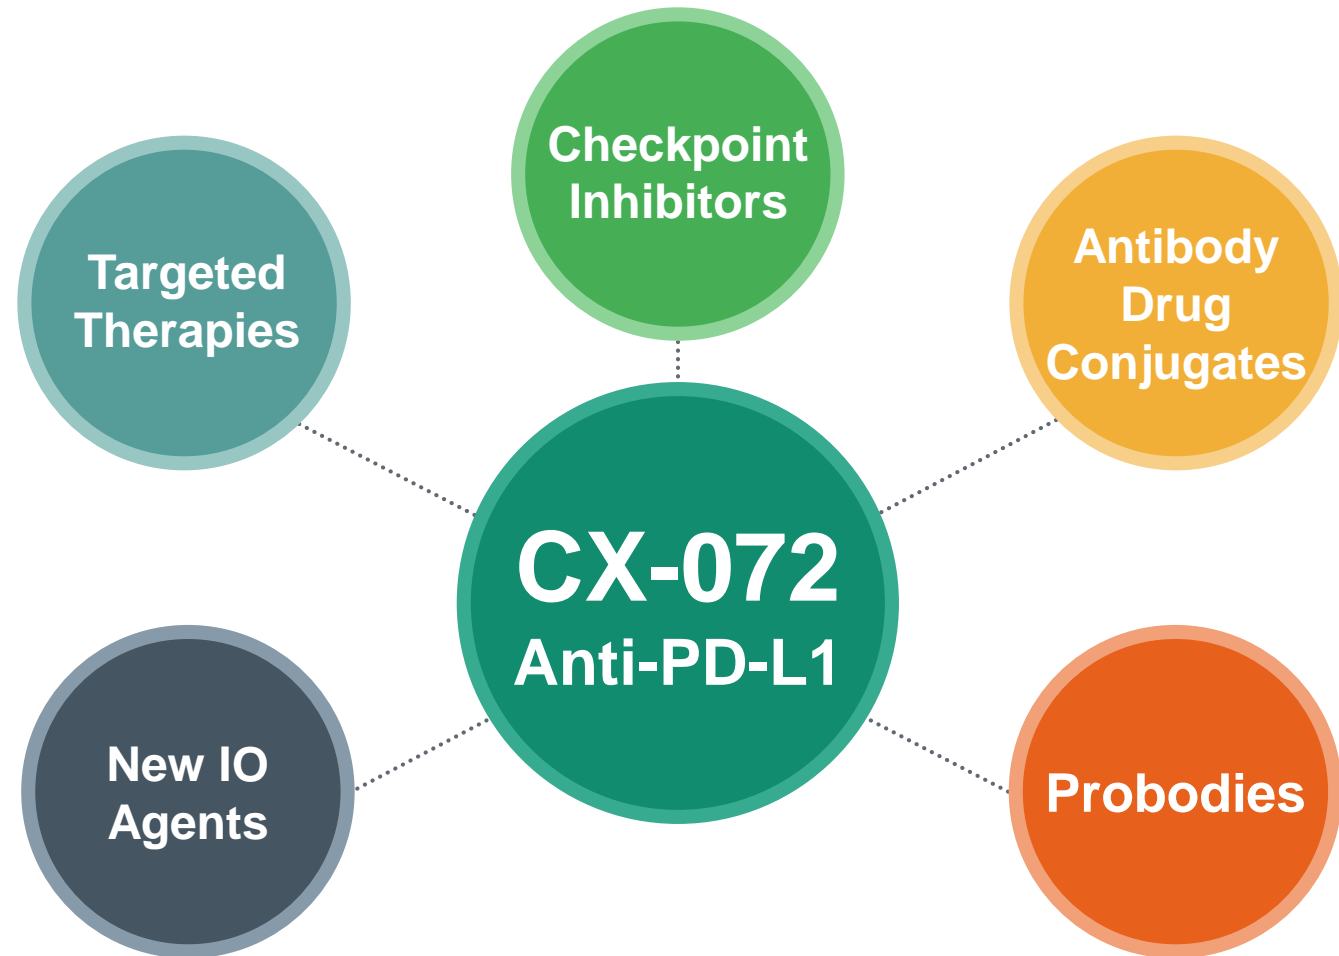 Checkpoint
Inhibitors
Targeted
Therapies
Antibody
Drug
Conjugates
CX-072
Anti-PD-L1
New IO
Agents
Probodies